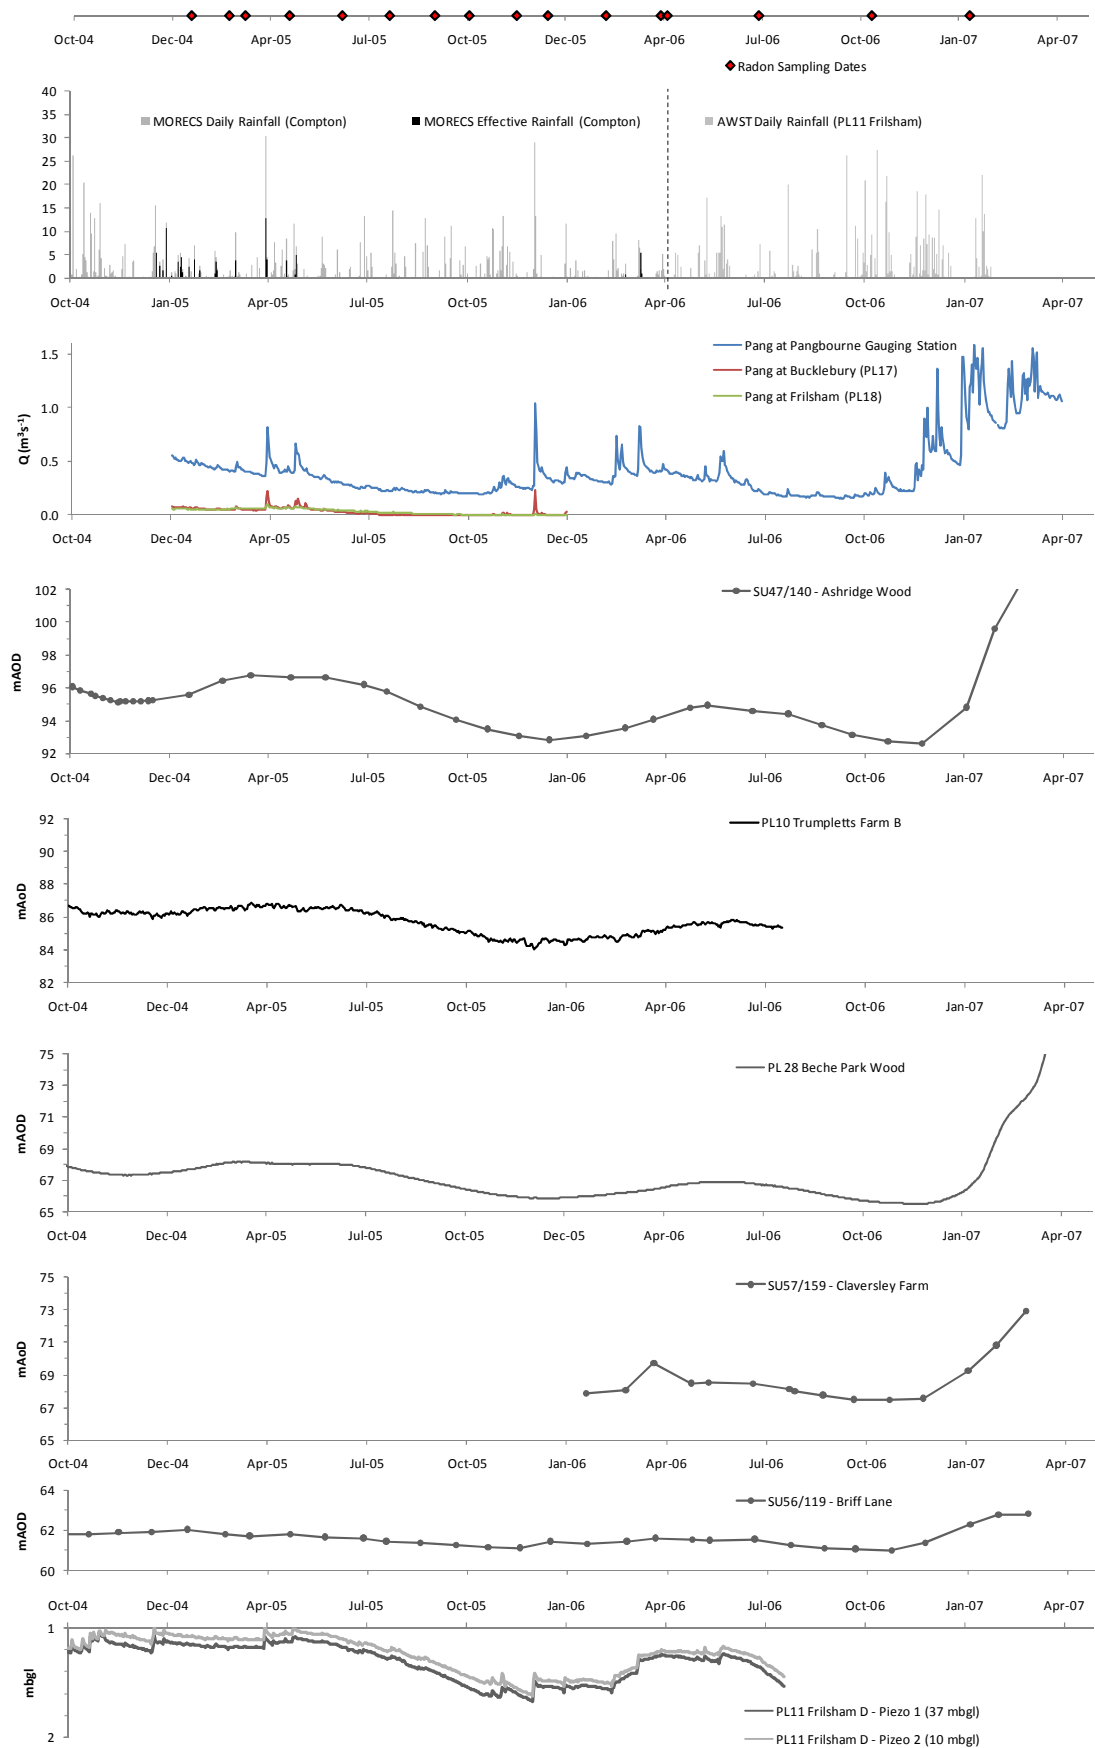 Oct-04 Dec-04 Apr-05 Jul-05 Oct-05 Dec-05 Apr-06 Jul-06 Oct-06 Jan-07 Apr-07
Radon Sampling Dates
40
35
MORECS Daily Rainfall (Compton) MORECS Effective Rainfall (Compton) AWST Daily Rainfall (PL11 Frilsham)
30
25
20
15
10
5
0
Oct-04 Jan-05 Apr-05 Jul-05 Oct-05 Jan-06 Apr-06 Jul-06 Oct-06 Jan-07 Apr-07
Pang at Pangbourne Gauging Station
1.5
Pang at Bucklebury (PL17)
Pang at Frilsham (PL18)
1.0
Q (m³s⁻¹)
0.5
0.0
Oct-04 Dec-04 Apr-05 Jul-05 Oct-05 Dec-05 Apr-06 Jul-06 Oct-06 Jan-07 Apr-07
102
SU47/140 - Ashridge Wood
100
98
mAOD
96
94
92
Oct-04 Dec-04 Apr-05 Jul-05 Oct-05 Jan-06 Apr-06 Jul-06 Oct-06 Jan-07 Apr-07
92
PL10 Trumpletts Farm B
90
88
mAoD
86
84
82
Oct-04 Dec-04 Apr-05 Jul-05 Oct-05 Jan-06 Apr-06 Jul-06 Oct-06 Jan-07 Apr-07
75
PL 28 Beche Park Wood
73
71
mAOD
69
67
65
Oct-04 Dec-04 Apr-05 Jul-05 Oct-05 Dec-05 Apr-06 Jul-06 Oct-06 Jan-07 Apr-07
75
SU57/159 - Claversley Farm
73
71
mAoD
69
67
65
Oct-04 Dec-04 Apr-05 Jul-05 Oct-05 Jan-06 Apr-06 Jul-06 Oct-06 Jan-07 Apr-07
64
SU56/119 - Briff Lane
mAOD
62
60
Oct-04 Dec-04 Apr-05 Jul-05 Oct-05 Jan-06 Apr-06 Jul-06 Oct-06 Jan-07 Apr-07
1
mbgl
PL11 Frilsham D - Piezo 1 (37 mbgl)
2
PL11 Frilsham D - Pizeo 2 (10 mbgl)